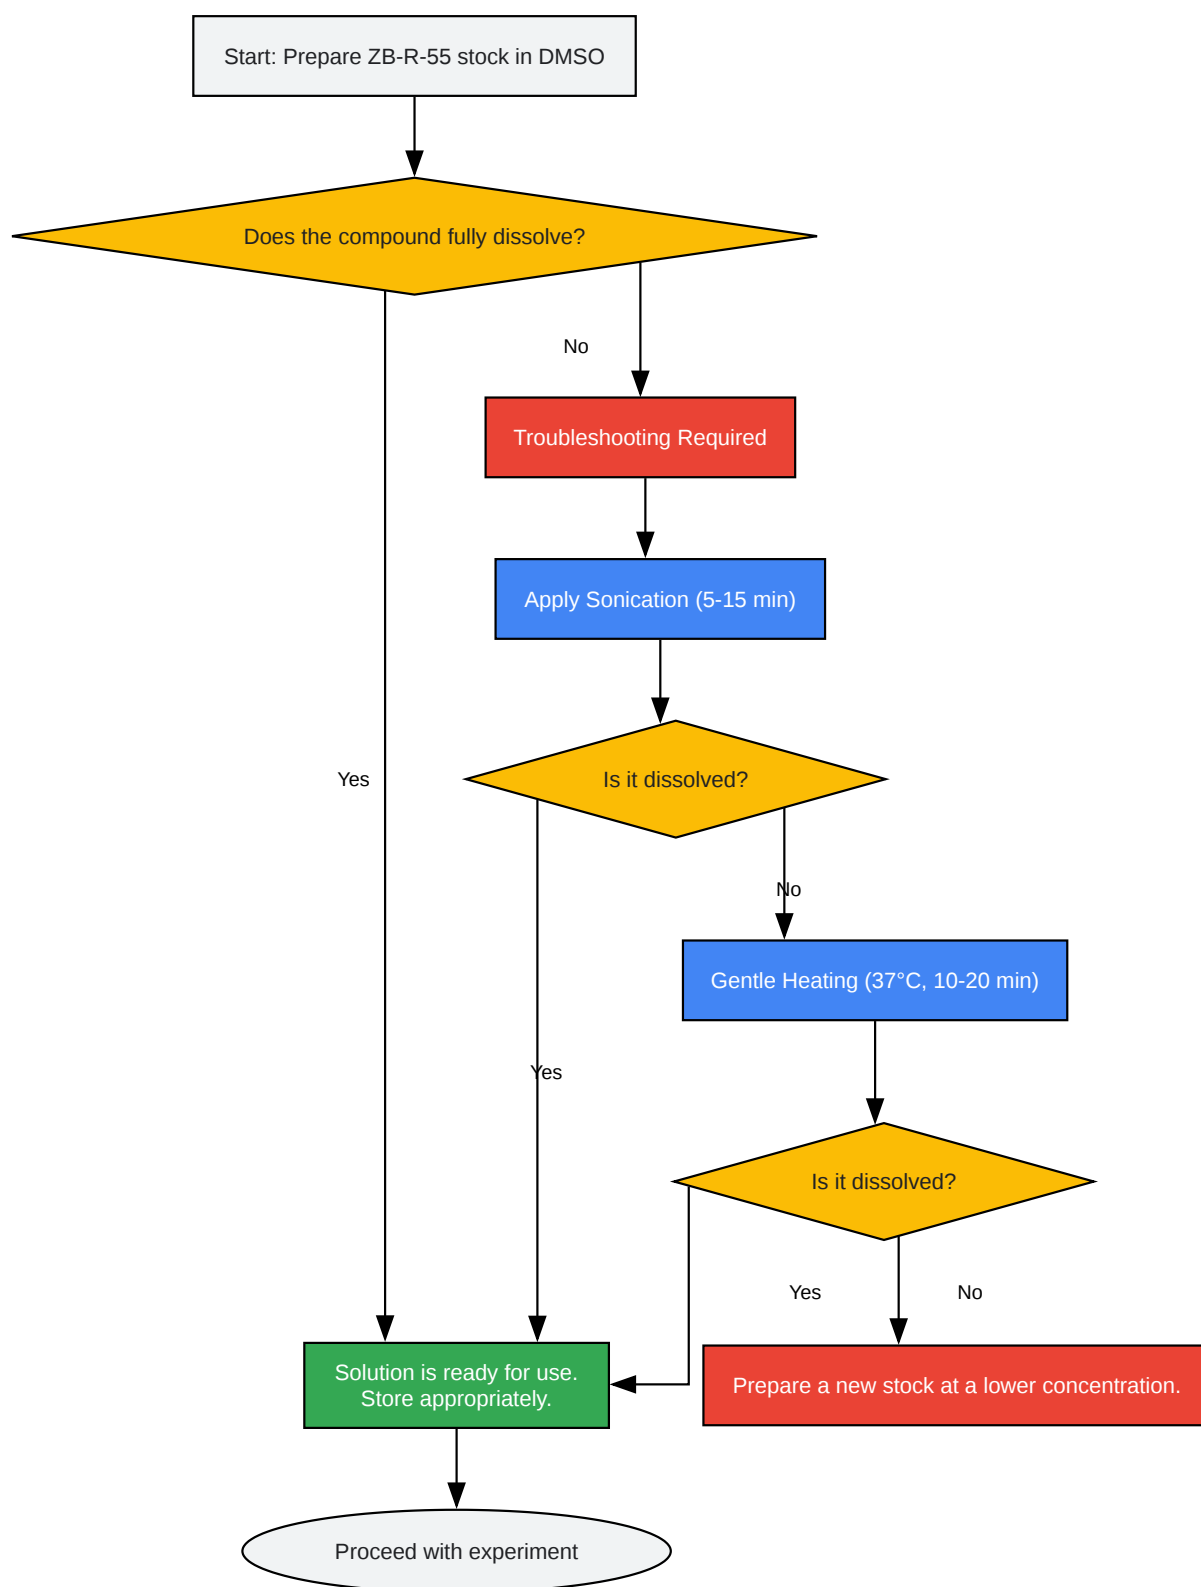 Start: Prepare ZB-R-55 stock in DMSO
Does the compound fully dissolve?
No
Troubleshooting Required
Apply Sonication (5-15 min)
Yes
Is it dissolved?
No
Gentle Heating (37°C, 10-20 min)
Yes
Is it dissolved?
Yes
No
Solution is ready for use.
Store appropriately.
Prepare a new stock at a lower concentration.
Proceed with experiment